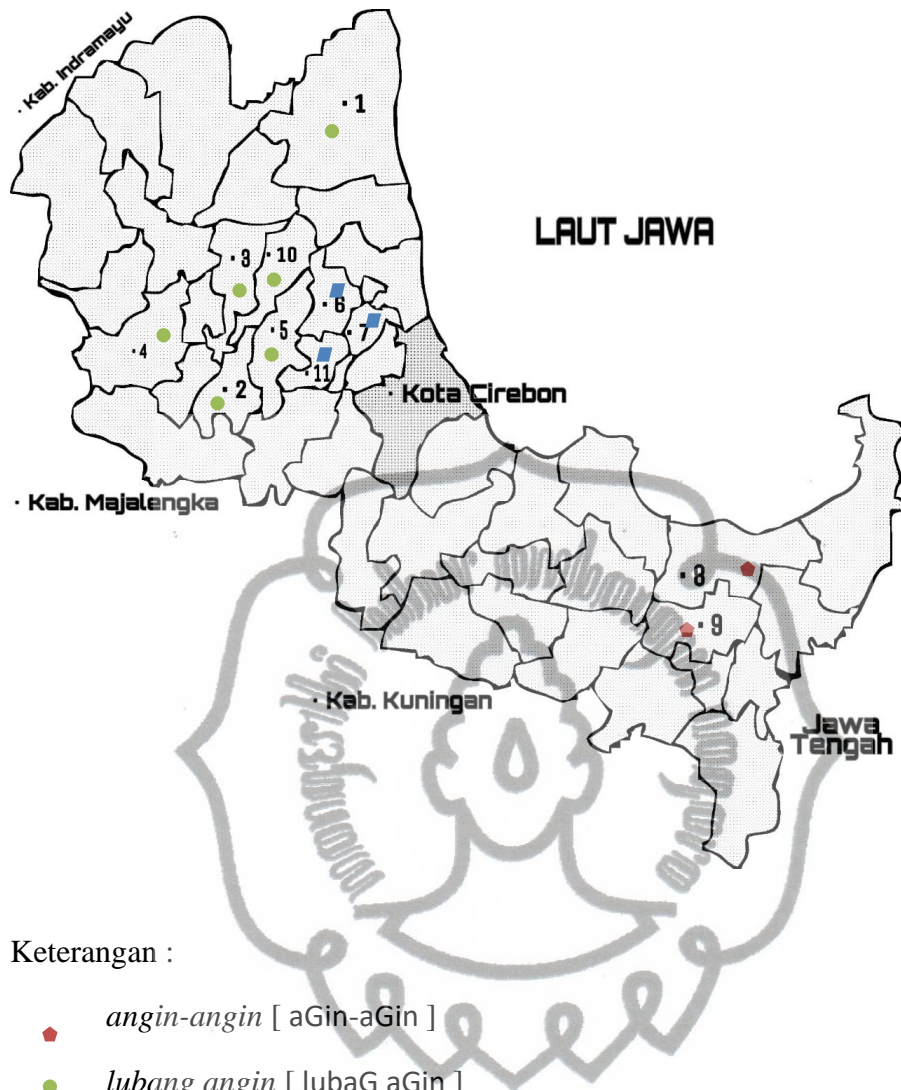 · Kab. Indramayu
· 1
LAUT JAWA
· 3
· 10
· 6
· 7
· 5
· 4
· 11
· 2
· Kota Cirebon
· Kab. Majalengka
· 8
· 9
· Kab. Kuningan
Jawa
Tengah
Keterangan :
angin-angin [ aGin-aGin ]
lubang angin [ lubaG aGin ]